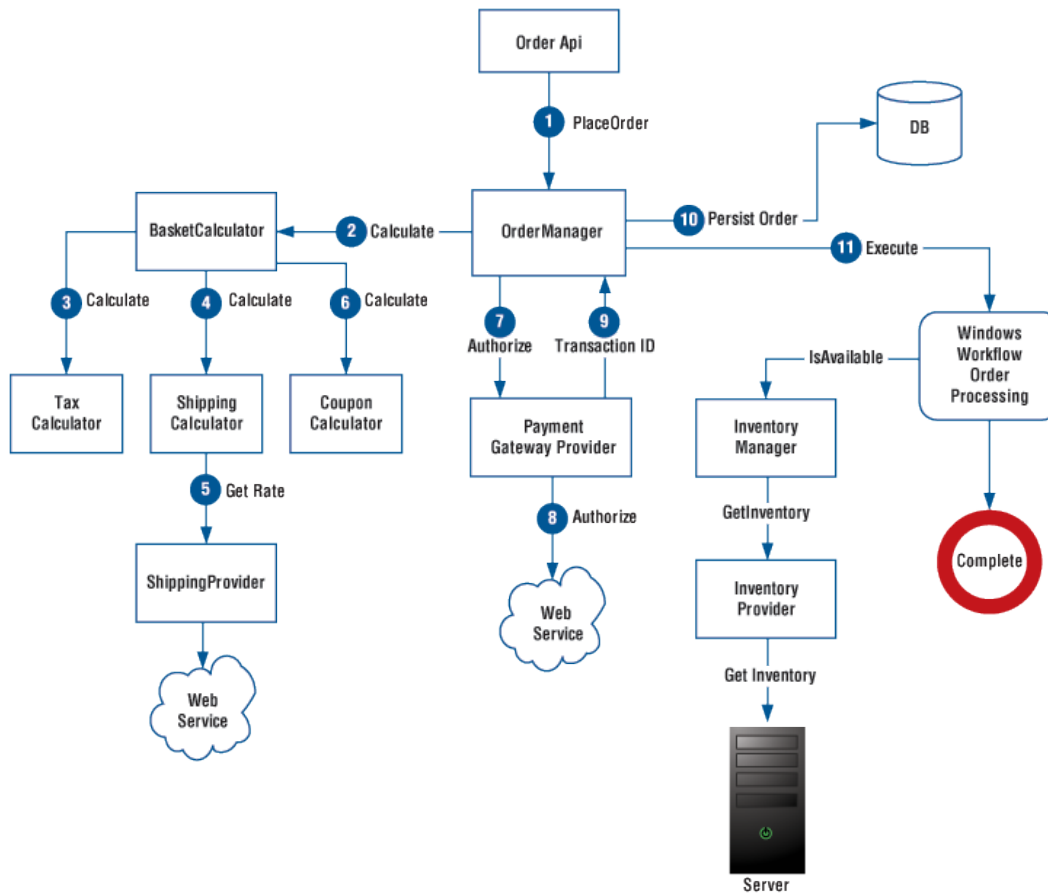 Order Api
1 PlaceOrder
DB
BasketCalculator
2 Calculate
OrderManager
10 Persist Order
11 Execute
3 Calculate
4 Calculate
6 Calculate
7
Authorize
9
Transaction ID
IsAvailable
Windows
Workflow
Order
Processing
Tax
Calculator
Shipping
Calculator
Coupon
Calculator
Payment
Gateway Provider
Inventory
Manager
5 Get Rate
8 Authorize
GetInventory
Complete
ShippingProvider
Web
Service
Inventory
Provider
Web
Service
Get Inventory
Server